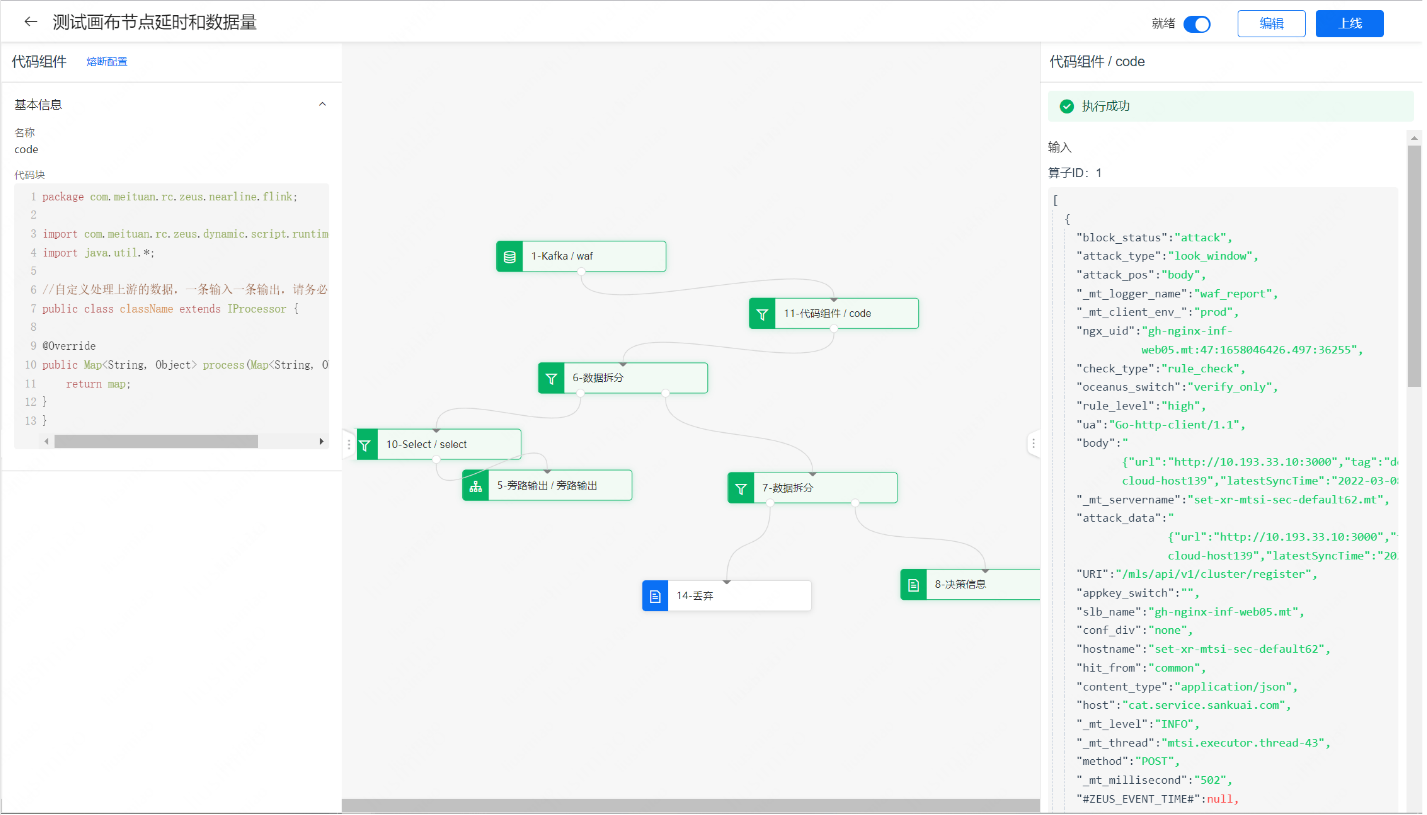 测试画布节点延时和数据量
就绪
编辑
上线
代码组件
熔断配置
基本信息
名称
code
代码块
1 package com.meituan.rc.zeus.nearline.flink;
2
3 import com.meituan.rc.zeus.dynamic.script.runtim
4 import java.util.*;
5
6 //自定义处理上游的数据，一条输入一条输出，请务必
7 public class className extends IProcessor {
8
9 @Override
10 public Map<String, Object> process(Map<String, O
11 return map;
12 }
13 }
1-Kafka / waf
11-代码组件 / code
6-数据拆分
10-Select / select
5-旁路输出 / 旁路输出
7-数据拆分
14-丢弃
8-决策信息
代码组件 / code
执行成功
输入
算子ID：1
[
{
"block_status":"attack",
"attack_type":"look_window",
"attack_pos":"body",
"_mt_logger_name":"waf_report",
"_mt_client_env_":"prod",
"ngx_uid":"gh-nginx-inf-
web05.mt:47:1658046426.497:36255",
"check_type":"rule_check",
"oceanus_switch":"verify_only",
"rule_level":"high",
"ua":"Go-http-client/1.1",
"body":"
{"url":"http://10.193.33.10:3000","tag":"de
cloud-host139","latestSyncTime":"2022-03-08
"_mt_servername":"set-xr-mtsi-sec-default62.mt",
"attack_data":"
{"url":"http://10.193.33.10:3000","
cloud-host139","latestSyncTime":"20
"URI":"/mls/api/v1/cluster/register",
"appkey_switch":"",
"slb_name":"gh-nginx-inf-web05.mt",
"conf_div":"none",
"hostname":"set-xr-mtsi-sec-default62",
"hit_from":"common",
"content_type":"application/json",
"host":"cat.service.sankuai.com",
"_mt_level":"INFO",
"_mt_thread":"mtsi.executor.thread-43",
"method":"POST",
"_mt_millisecond":"502",
"#ZEUS_EVENT_TIME#":null,